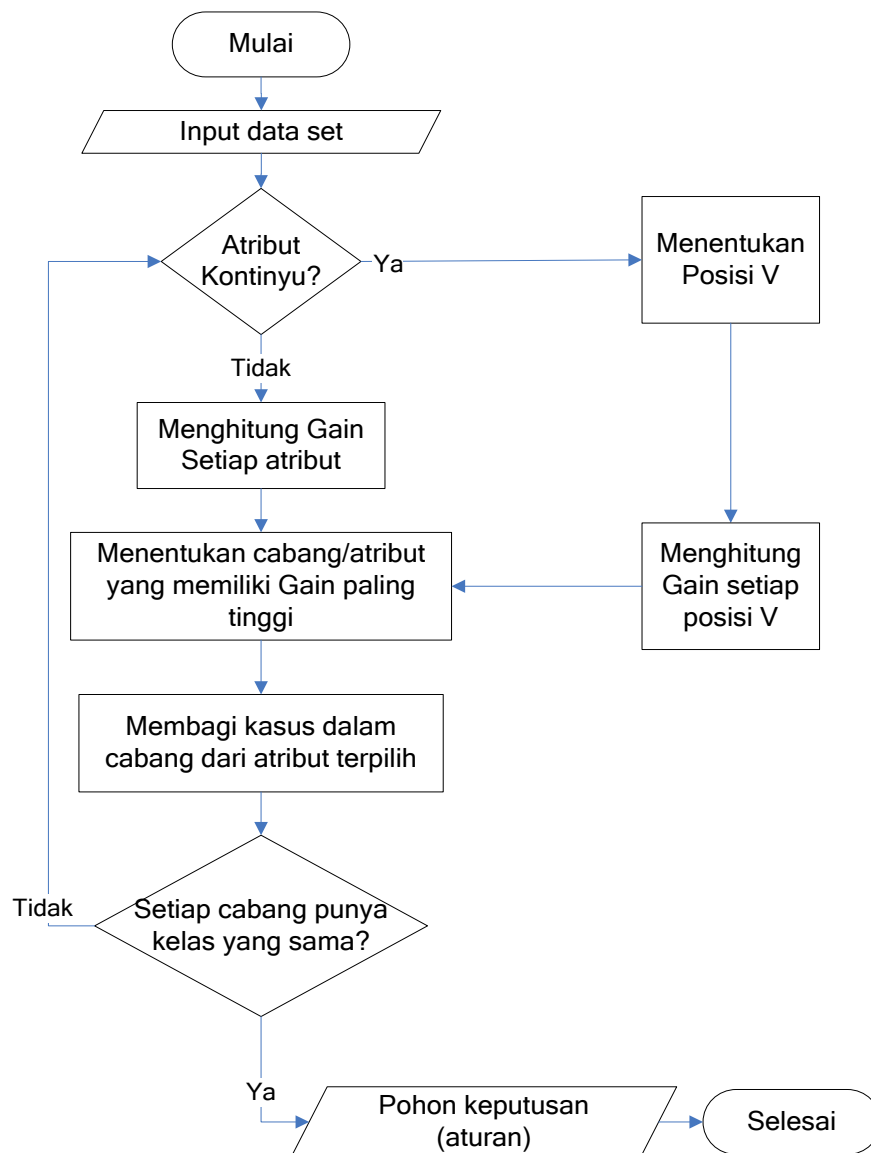 Mulai
Input data set
Atribut
Kontinyu?
Ya
Menentukan
Posisi V
Tidak
Menghitung Gain
Setiap atribut
Menentukan cabang/atribut
yang memiliki Gain paling
tinggi
Menghitung
Gain setiap
posisi V
Membagi kasus dalam
cabang dari atribut terpilih
Tidak
Setiap cabang punya
kelas yang sama?
Ya
Pohon keputusan
(aturan)
Selesai